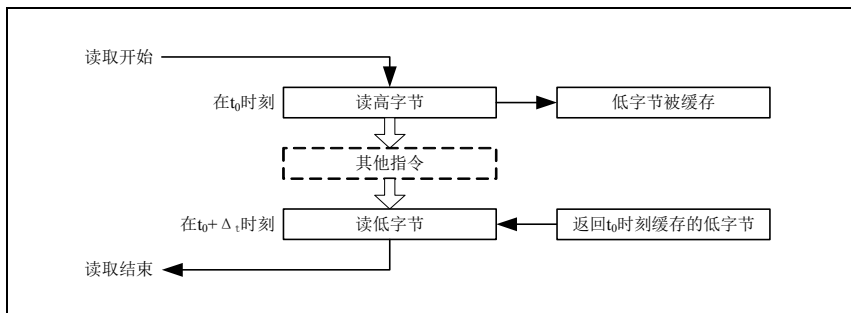 读取开始
在t₀时刻
读高字节
低字节被缓存
其他指令
在t₀+Δₜ时刻
读低字节
返回t₀时刻缓存的低字节
读取结束